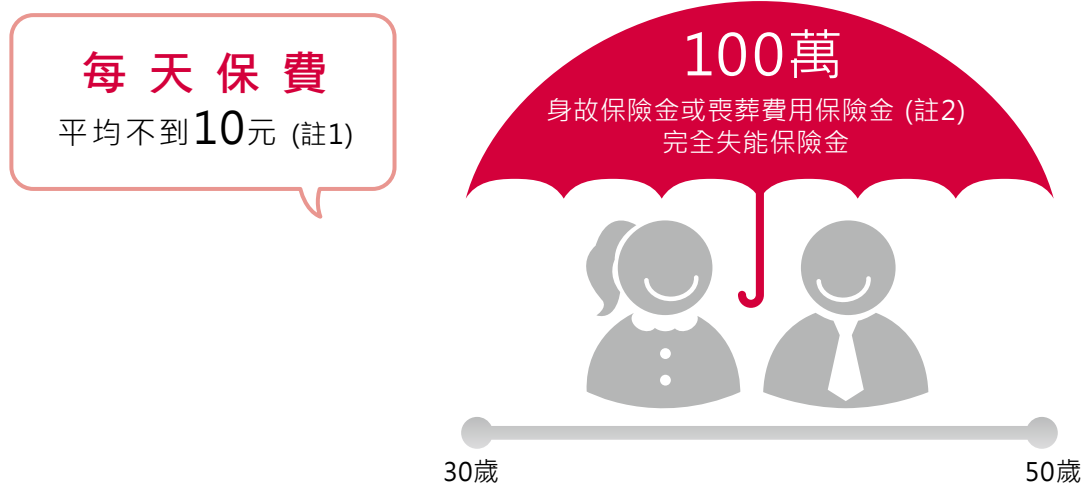 每天保費
平均不到10元 (註1)
100萬
身故保險金或喪葬費用保險金 (註2)
完全失能保險金
30歲
50歲